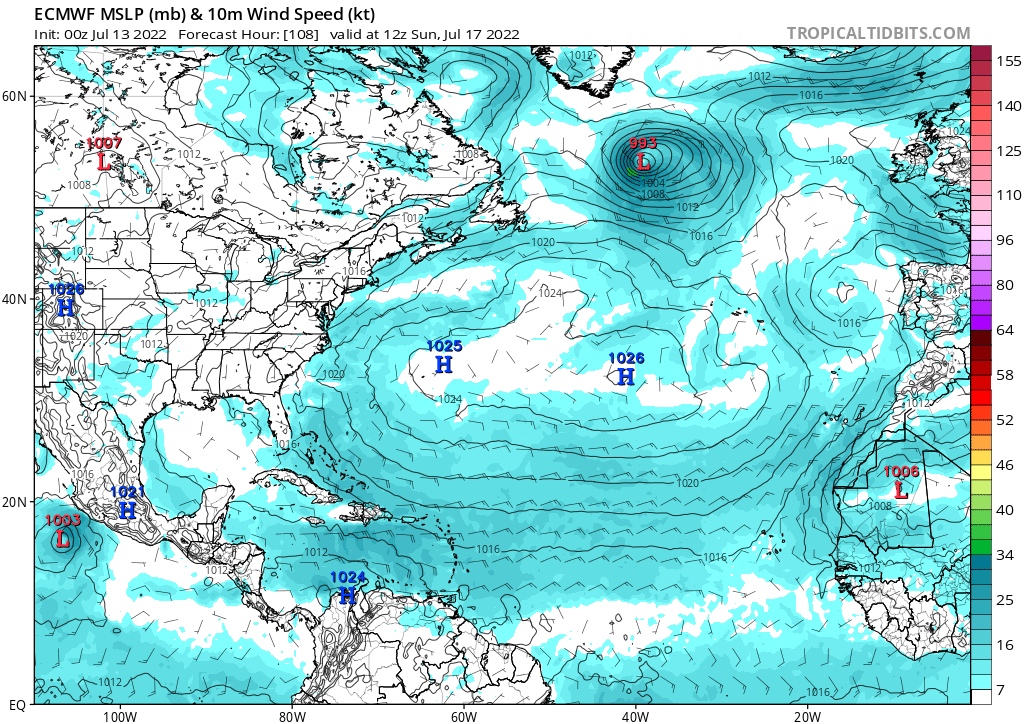 ECMWF MSLP (mb) & 10m Wind Speed (kt)
Init: 00z Jul 13 2022 Forecast Hour: [108] valid at 12z Sun, Jul 17 2022
TROPICALTIDBITS.COM
155
140
125
110
96
80
64
58
52
46
40
34
25
16
7
60N
40N
20N
EQ
100W
80W
60W
40W
20W
1012
1012
1016
993
L
1007
L
1012
1008
1008
1020
1004
1008
1012
1012
1016
1020
1016
1026
H
1024
1016
1012
1016
1020
1012
1025
H
1026
H
1020
1024
1012
1016
1016
1006
L
1021
H
1020
1008
1003
L
1012
1016
1016
1012
1024
H
1012
1012
1016